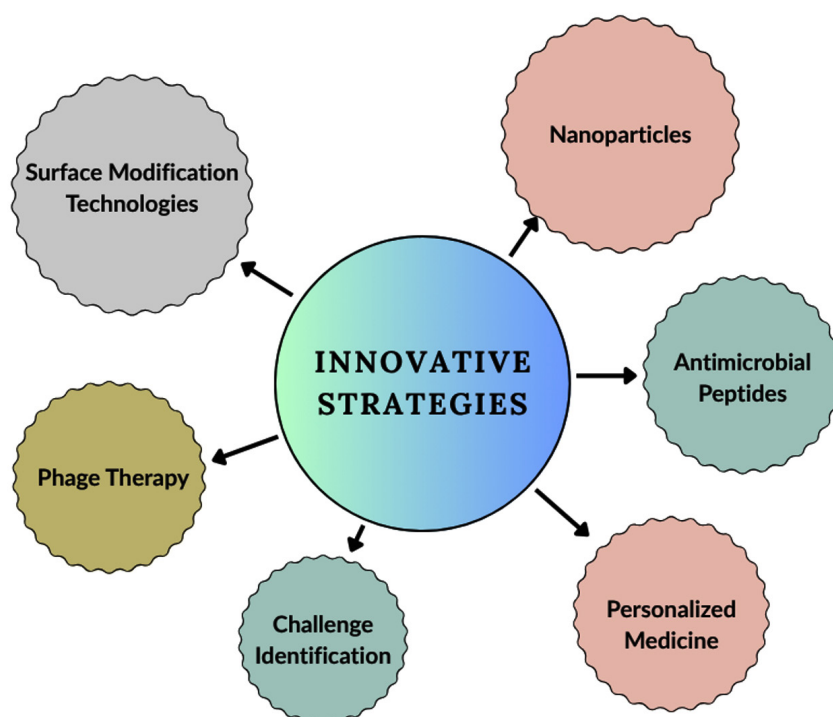 Nanoparticles
Surface Modification
Technologies
INNOVATIVE
STRATEGIES
Antimicrobial
Peptides
Phage Therapy
Challenge
Identification
Personalized
Medicine